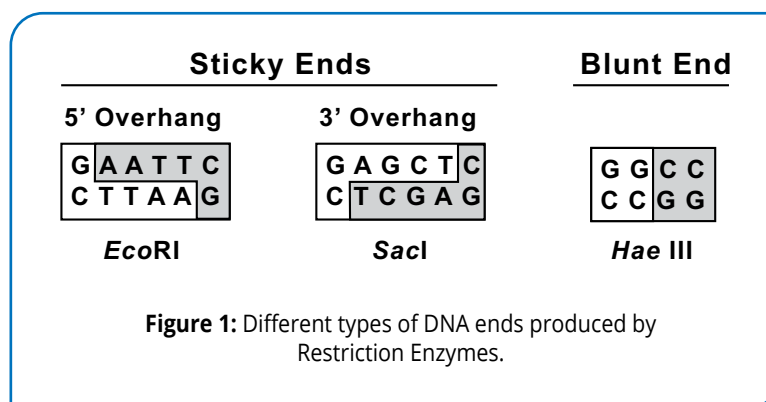 Sticky Ends Blunt End
5' Overhang 3' Overhang
G A A T T C G A G C T C G G C C
C T T A A G C T C G A G C C G G
EcoRI SacI Hae III
Figure 1: Different types of DNA ends produced by
Restriction Enzymes.